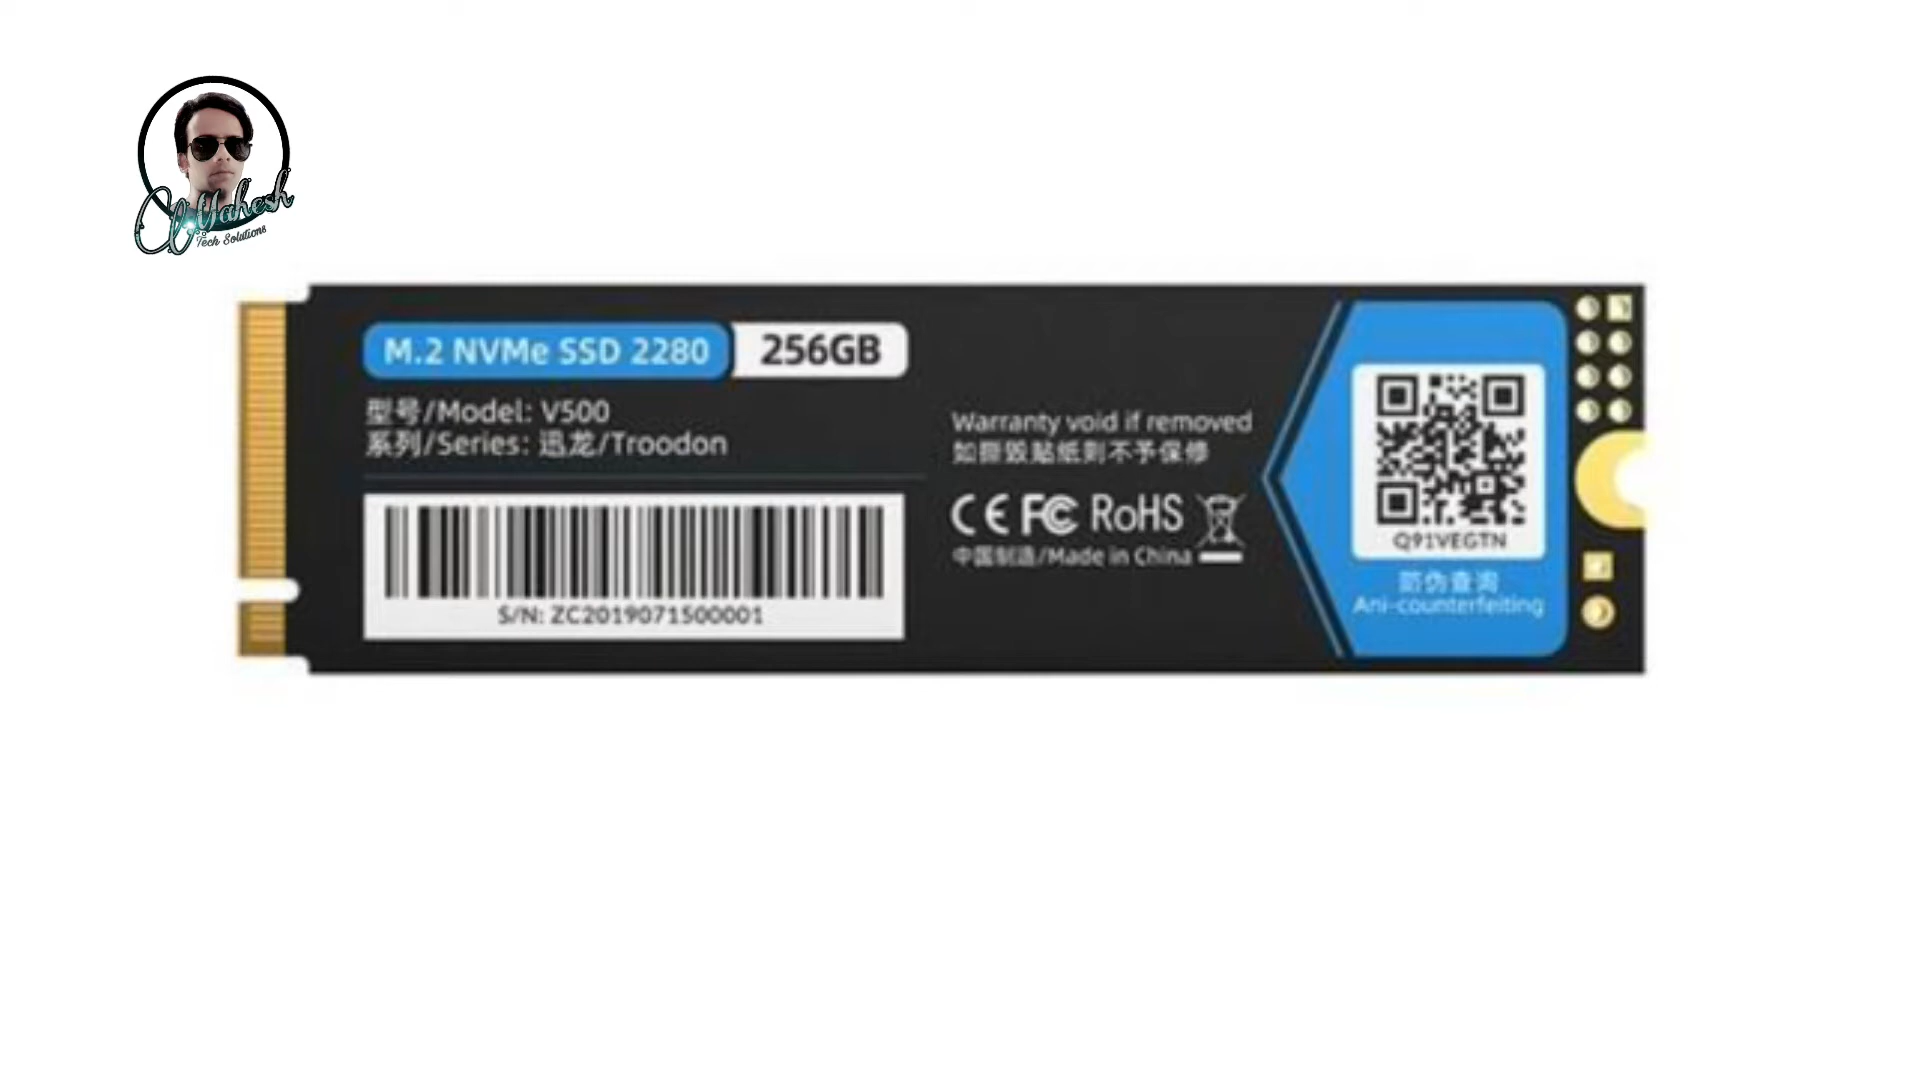 Mahesh
Tech Solutions
M.2 NVMe SSD 2280 256GB
型号/Model: V500
系列/Series: 迅龙/Troodon
S/N: ZC2019071500001
Warranty void if removed
如撕毁贴纸则不予保修
CE FC RoHS
中国制造/Made in China
Q91VEGTN
防伪查询
Ani-counterfeiting